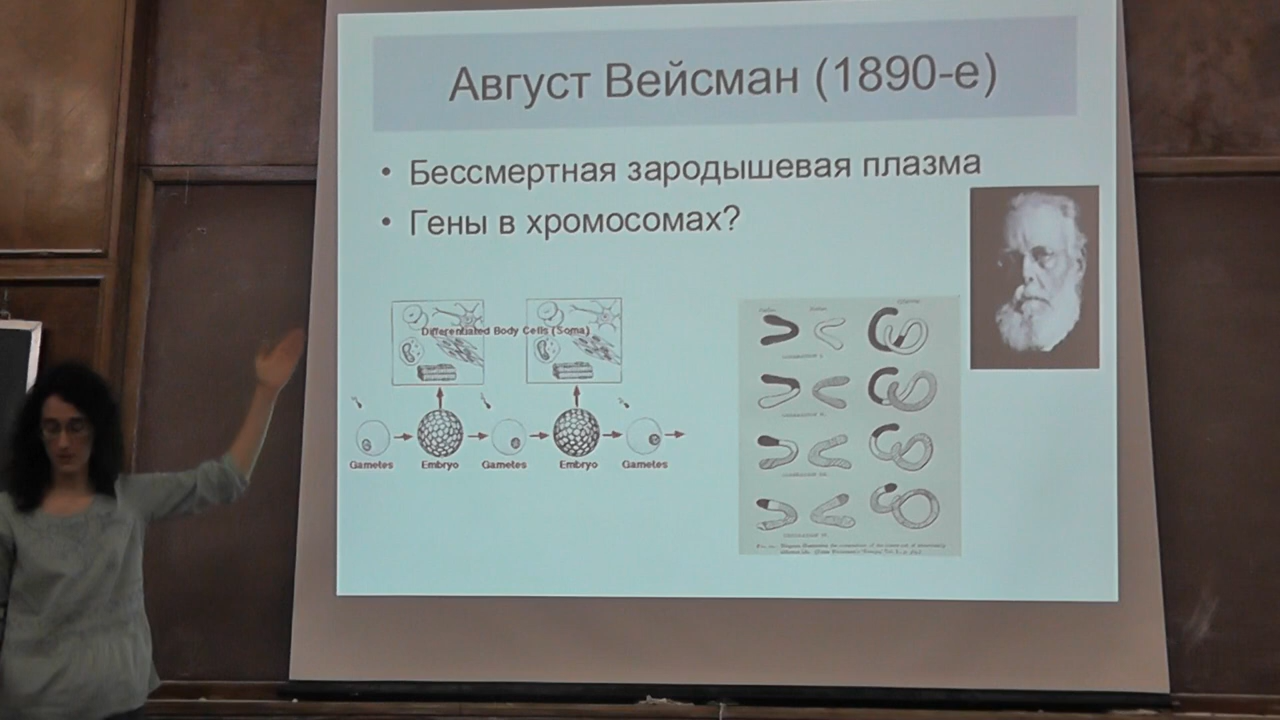 Август Вейсман (1890-е)
• Бессмертная зародышевая плазма
• Гены в хромосомах?
Differentiated Body Cells (Soma)
Gametes Embryo Gametes Embryo Gametes